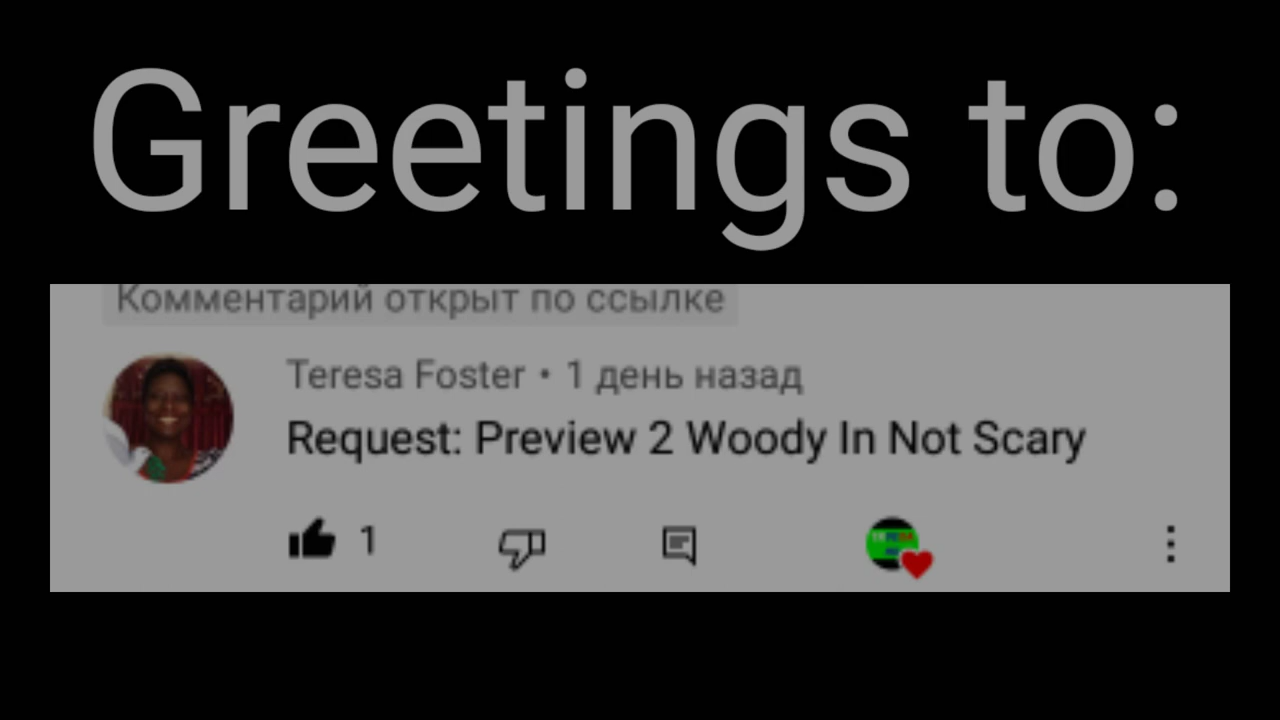 Greetings to:
Комментарий открыт по ссылке
Teresa Foster • 1 день назад
Request: Preview 2 Woody In Not Scary
1